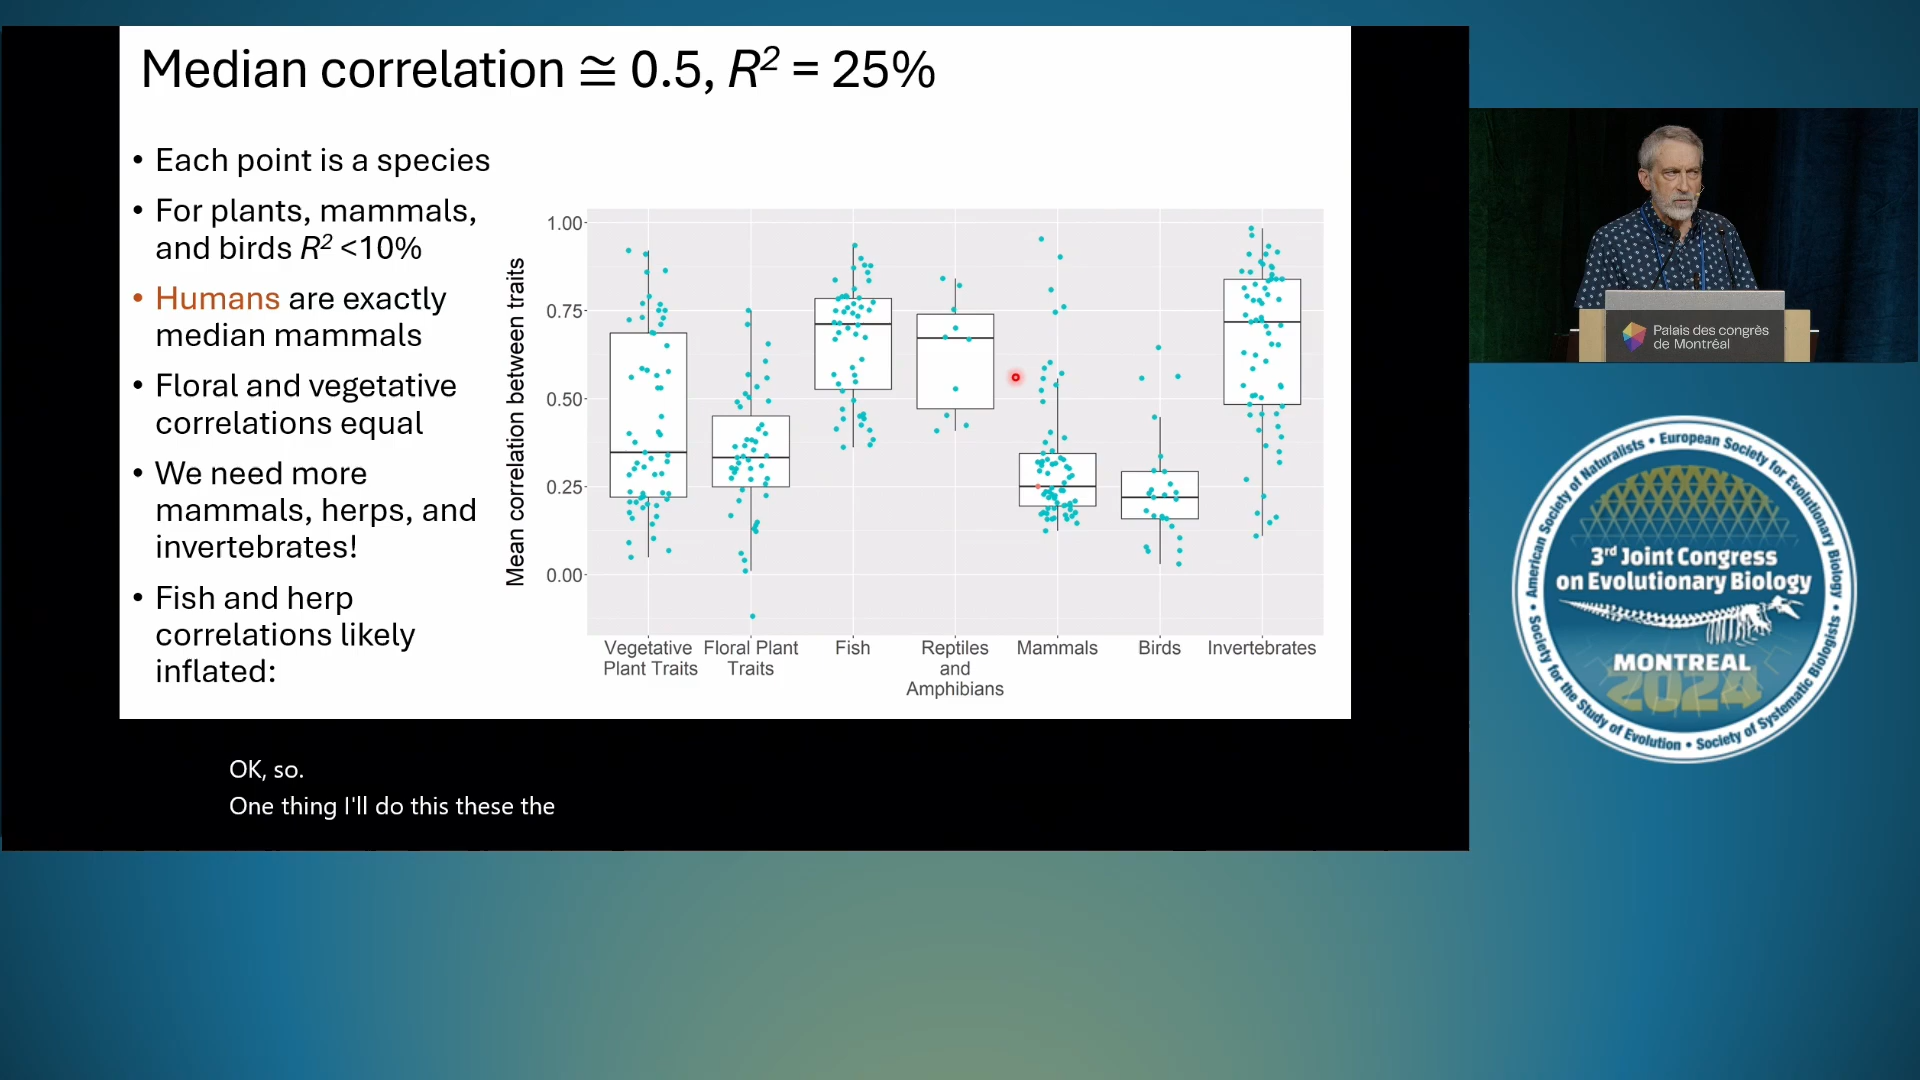 Median correlation ≅ 0.5, R² = 25%
• Each point is a species
• For plants, mammals,
and birds R² <10%
• Humans are exactly
median mammals
• Floral and vegetative
correlations equal
• We need more
mammals, herps, and
invertebrates!
• Fish and herp
correlations likely
inflated:
Mean correlation between traits
1.00
0.75
0.50
0.25
0.00
Vegetative
Plant Traits
Floral Plant
Traits
Fish
Reptiles
and
Amphibians
Mammals
Birds
Invertebrates
OK, so.
One thing I'll do this these the
Palais des congrès
de Montréal
American Society of Naturalists • European Society for Evolutionary Biology •
Society for the Study of Evolution • Society of Systematic Biologists •
3rd Joint Congress
on Evolutionary Biology
MONTREAL
2024